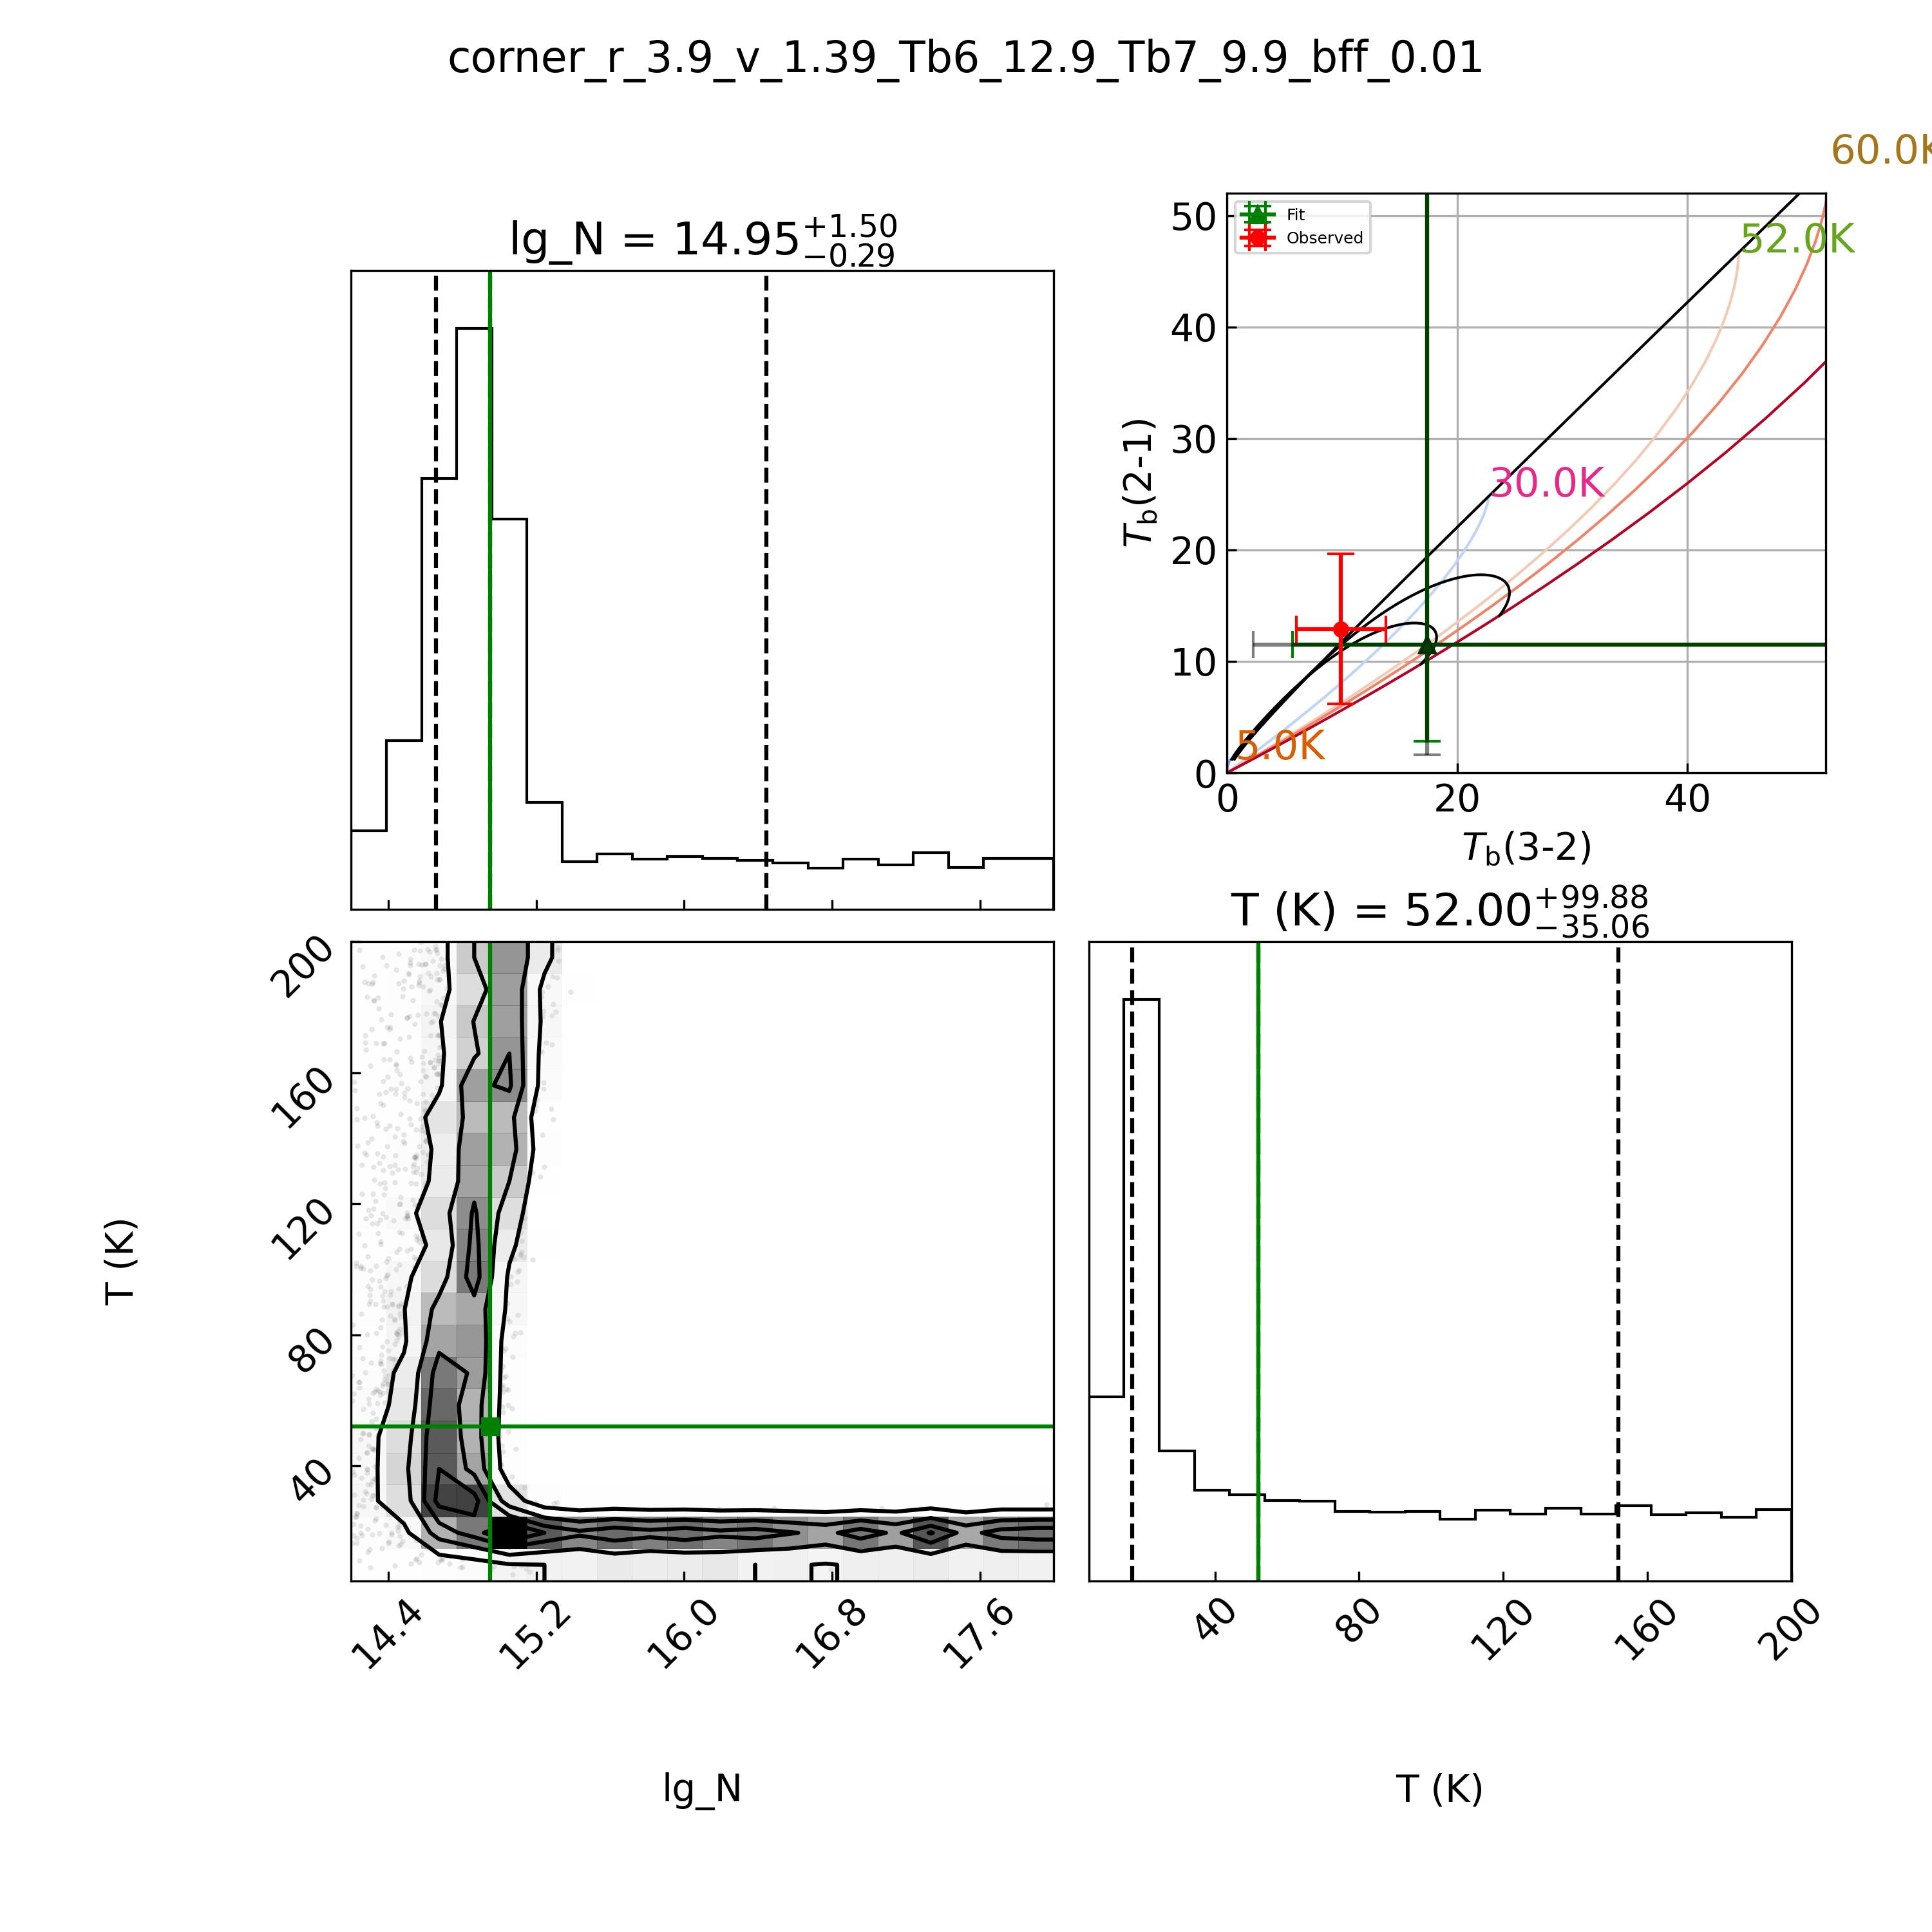 corner_r_3.9_v_1.39_Tb6_12.9_Tb7_9.9_bff_0.01
60.0K
lg_N = 14.95 +1.50 −0.29
Fit
Observed
52.0K
30.0K
5.0K
50
40
30
20
10
0
T_b(2-1)
0 20 40
T_b(3-2)
T (K) = 52.00 +99.88 −35.06
200
160
120
80
40
T (K)
14.4 15.2 16.0 16.8 17.6
40 80 120 160 200
lg_N
T (K)